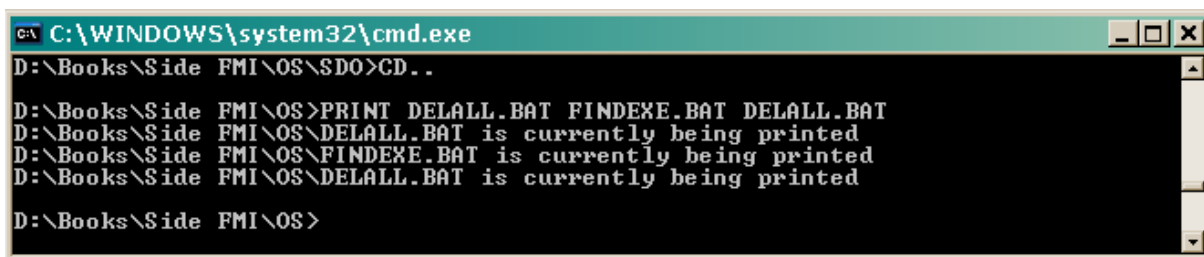 C:\WINDOWS\system32\cmd.exe
D:\Books\Side FMI\OS\SDO>CD..
D:\Books\Side FMI\OS>PRINT DELALL.BAT FINDEXE.BAT DELALL.BAT
D:\Books\Side FMI\OS\DELALL.BAT is currently being printed
D:\Books\Side FMI\OS\FINDEXE.BAT is currently being printed
D:\Books\Side FMI\OS\DELALL.BAT is currently being printed
D:\Books\Side FMI\OS>